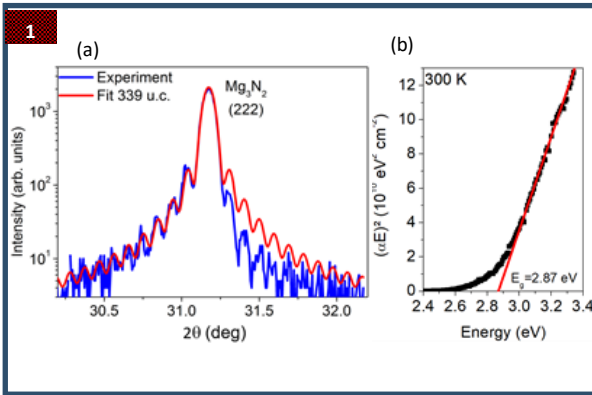 1
(a)
Experiment
Fit 339 u.c.
Mg₃N₂
(222)
Intensity (arb. units)
10³
10²
10¹
30.5
31.0
31.5
32.0
2θ (deg)
(b)
300 K
(αE)² (10¹⁰ eV² cm⁻²)
12
10
8
6
4
2
0
E_g=2.87 eV
2.4
2.6
2.8
3.0
3.2
3.4
Energy (eV)